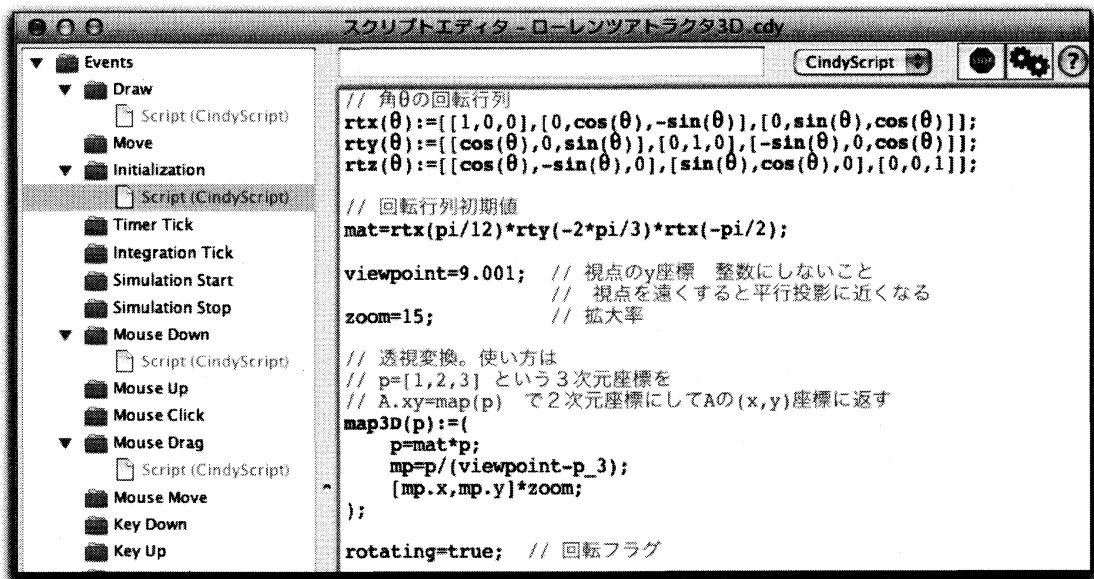 スクリプトエディタ - ローレンツアトラクタ3D.cdy
Events
Draw
Script (CindyScript)
Move
Initialization
Script (CindyScript)
Timer Tick
Integration Tick
Simulation Start
Simulation Stop
Mouse Down
Script (CindyScript)
Mouse Up
Mouse Click
Mouse Drag
Script (CindyScript)
Mouse Move
Key Down
Key Up
CindyScript
STOP
?
// 角θの回転行列
rtx(θ):=[[1,0,0],[0,cos(θ),-sin(θ)],[0,sin(θ),cos(θ)]];
rty(θ):=[[cos(θ),0,sin(θ)],[0,1,0],[-sin(θ),0,cos(θ)]];
rtz(θ):=[[cos(θ),-sin(θ),0],[sin(θ),cos(θ),0],[0,0,1]];
// 回転行列初期値
mat=rtx(pi/12)*rty(-2*pi/3)*rtx(-pi/2);
viewpoint=9.001; // 視点のy座標 整数にしないこと
// 視点を遠くすると平行投影に近くなる
zoom=15; // 拡大率
// 透視変換。使い方は
// p=[1,2,3] という3次元座標を
// A.xy=map(p) で2次元座標にしてAの(x,y)座標に返す
map3D(p):=(
p=mat*p;
mp=p/(viewpoint-p_3);
[mp.x,mp.y]*zoom;
);
rotating=true; // 回転フラグ